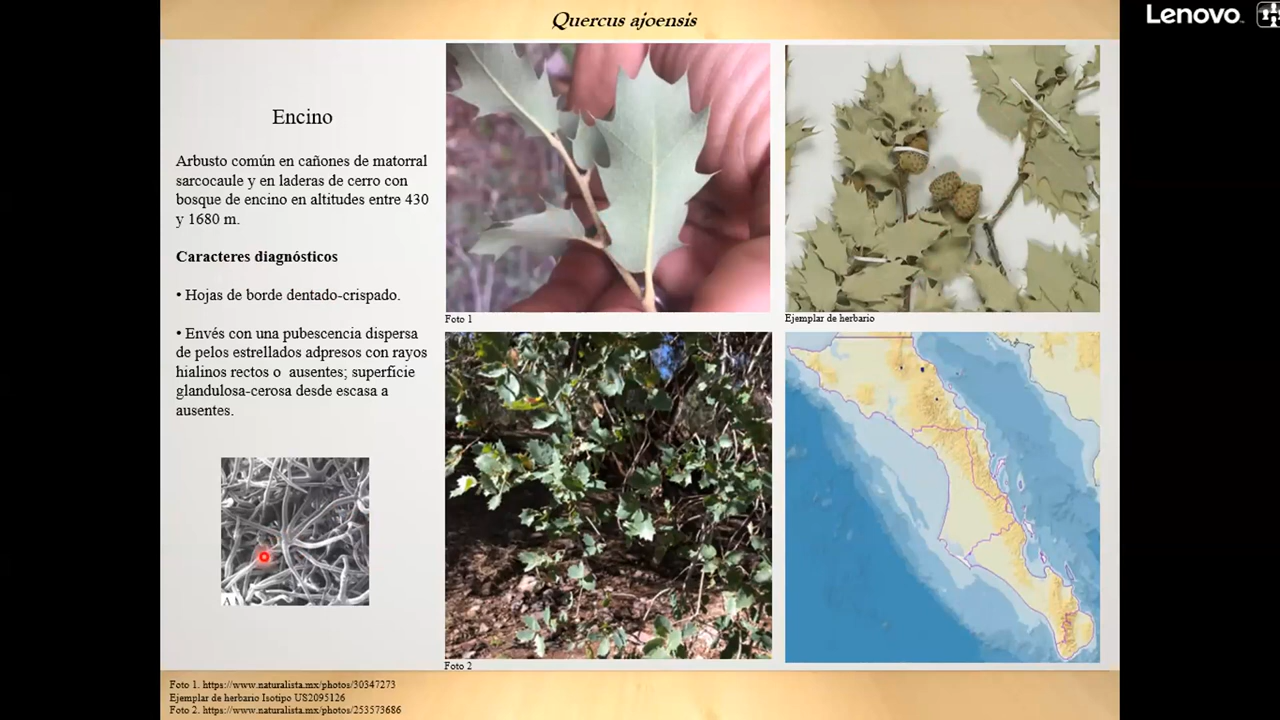 Quercus ajoensis
Lenovo
Encino
Arbusto común en cañones de matorral
sarcocaule y en laderas de cerro con
bosque de encino en altitudes entre 430
y 1680 m.
Caracteres diagnósticos
• Hojas de borde dentado-crispado.
• Envés con una pubescencia dispersa
de pelos estrellados adpresos con rayos
hialinos rectos o ausentes; superficie
glandulosa-cerosa desde escasa a
ausentes.
Foto 1
Ejemplar de herbario
Foto 2
Foto 1. https://www.naturalista.mx/photos/30347273
Ejemplar de herbario Isotipo US2095126
Foto 2. https://www.naturalista.mx/photos/253573686